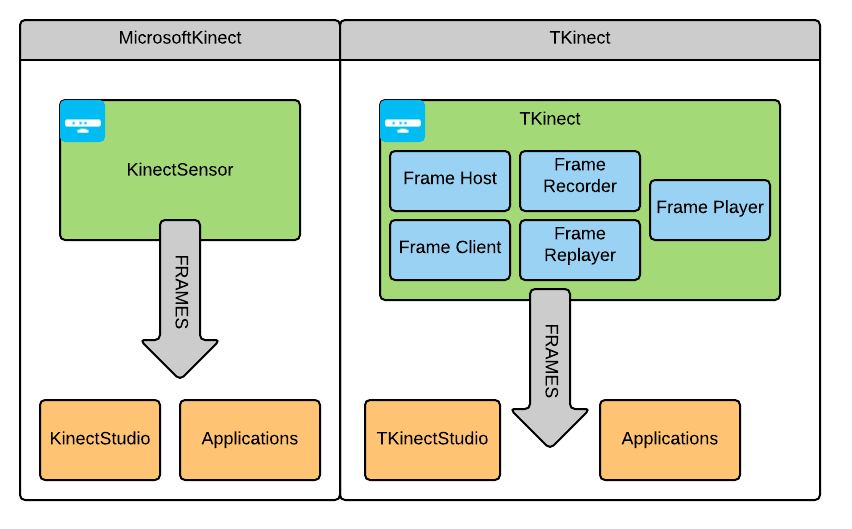 MicrosoftKinect
TKinect
KinectSensor
FRAMES
KinectStudio
Applications
TKinect
Frame Host
Frame
Recorder
Frame Player
Frame Client
Frame
Replayer
FRAMES
TKinectStudio
Applications